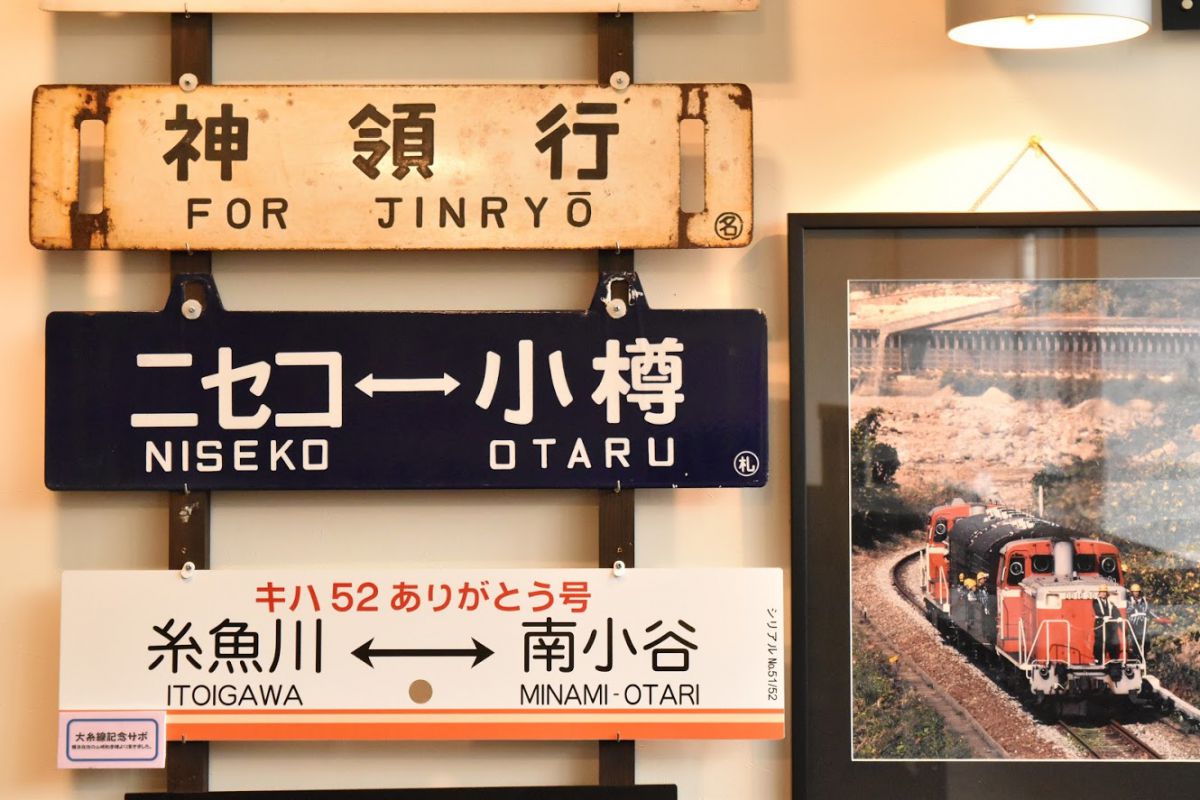 神領行
FOR JINRYŌ
名
ニセコ ↔ 小樽
NISEKO OTARU
札
キハ52ありがとう号
糸魚川 ↔ 南小谷
ITOIGAWA MINAMI-OTARI
シリアルNo.51/52
大糸線記念サボ